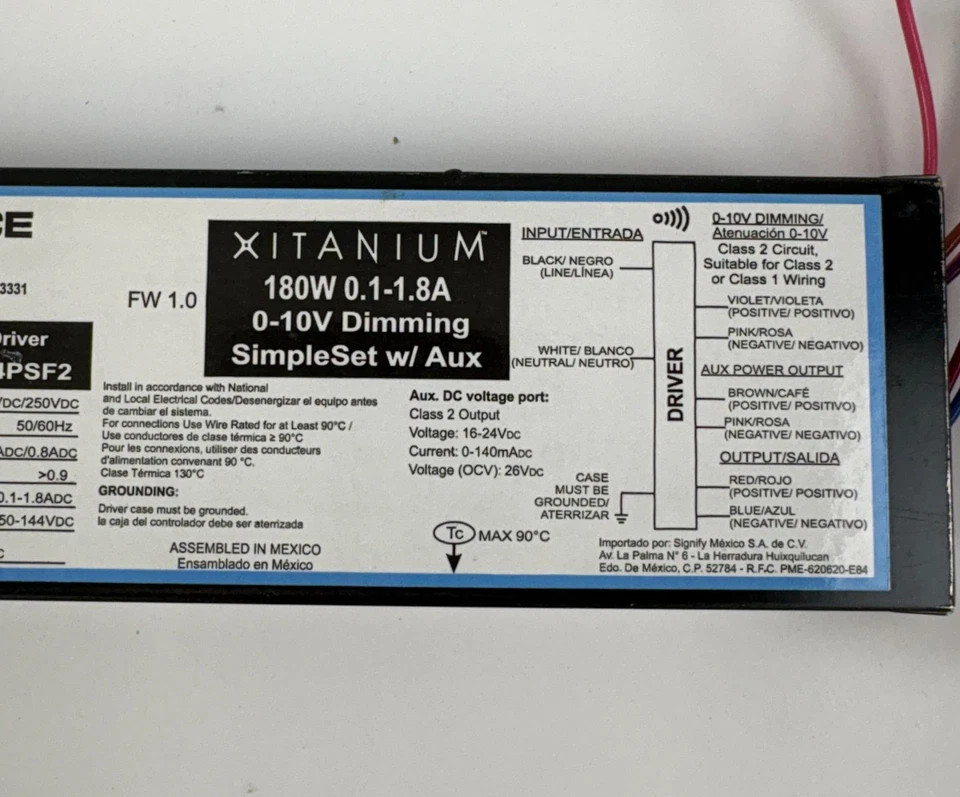 CE
3331
river
4PSF2
VDC/250VDC
50/60Hz
ADC/0.8ADC
>0.9
0.1-1.8ADC
50-144VDC
C
FW 1.0
XITANIUM™
180W 0.1-1.8A
0-10V Dimming
SimpleSet w/ Aux
Install in accordance with National
and Local Electrical Codes/Desenergizar el equipo antes
de cambiar el sistema.
For connections Use Wire Rated for at Least 90°C /
Use conductores de clase térmica ≥ 90°C
Pour les connexions, utiliser des conducteurs
d'alimentation convenant 90 °C.
Clase Térmica 130°C
GROUNDING:
Driver case must be grounded.
la caja del controlador debe ser aterrizada
ASSEMBLED IN MEXICO
Ensamblado en México
Aux. DC voltage port:
Class 2 Output
Voltage: 16-24VDC
Current: 0-140mADC
Voltage (OCV): 26VDC
Tc MAX 90°C
INPUT/ENTRADA
BLACK/ NEGRO
(LINE/LÍNEA)
WHITE/ BLANCO
(NEUTRAL/ NEUTRO)
CASE
MUST BE
GROUNDED/
ATERRIZAR
DRIVER
0-10V DIMMING/
Atenuación 0-10V
Class 2 Circuit,
Suitable for Class 2
or Class 1 Wiring
VIOLET/VIOLETA
(POSITIVE/ POSITIVO)
PINK/ROSA
(NEGATIVE/ NEGATIVO)
AUX POWER OUTPUT
BROWN/CAFÉ
(POSITIVE/ POSITIVO)
PINK/ROSA
(NEGATIVE/ NEGATIVO)
OUTPUT/SALIDA
RED/ROJO
(POSITIVE/ POSITIVO)
BLUE/AZUL
(NEGATIVE/ NEGATIVO)
Importado por: Signify México S.A. de C.V.
Av. La Palma N° 6 - La Herradura Huixquilucan
Edo. De México, C.P. 52784 - R.F.C. PME-620620-E84